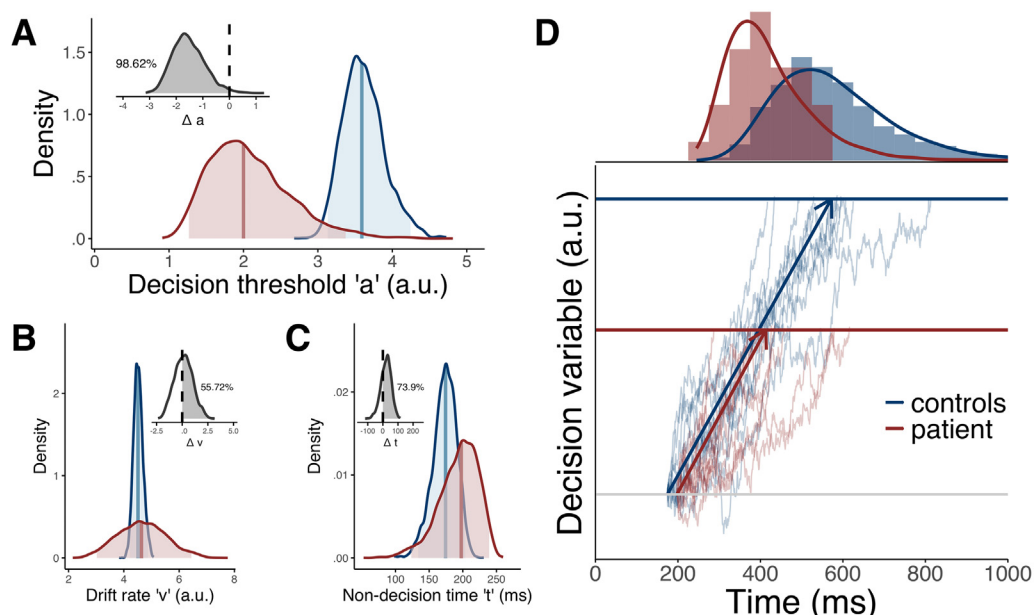 A
98.62%
-4 -3 -2 -1 0 1
Δ a
Density
1.5
1.0
.5
.0
0 1 2 3 4 5
Decision threshold 'a' (a.u.)
B
55.72%
-2.5 .0 2.5 5.0
Δ v
Density
2
1
0
2 4 6 8
Drift rate 'v' (a.u.)
C
73.9%
-100 0 100 200
Δ t
Density
.02
.01
.00
100 150 200 250
Non-decision time 't' (ms)
D
Decision variable (a.u.)
controls
patient
0 200 400 600 800 1000
Time (ms)